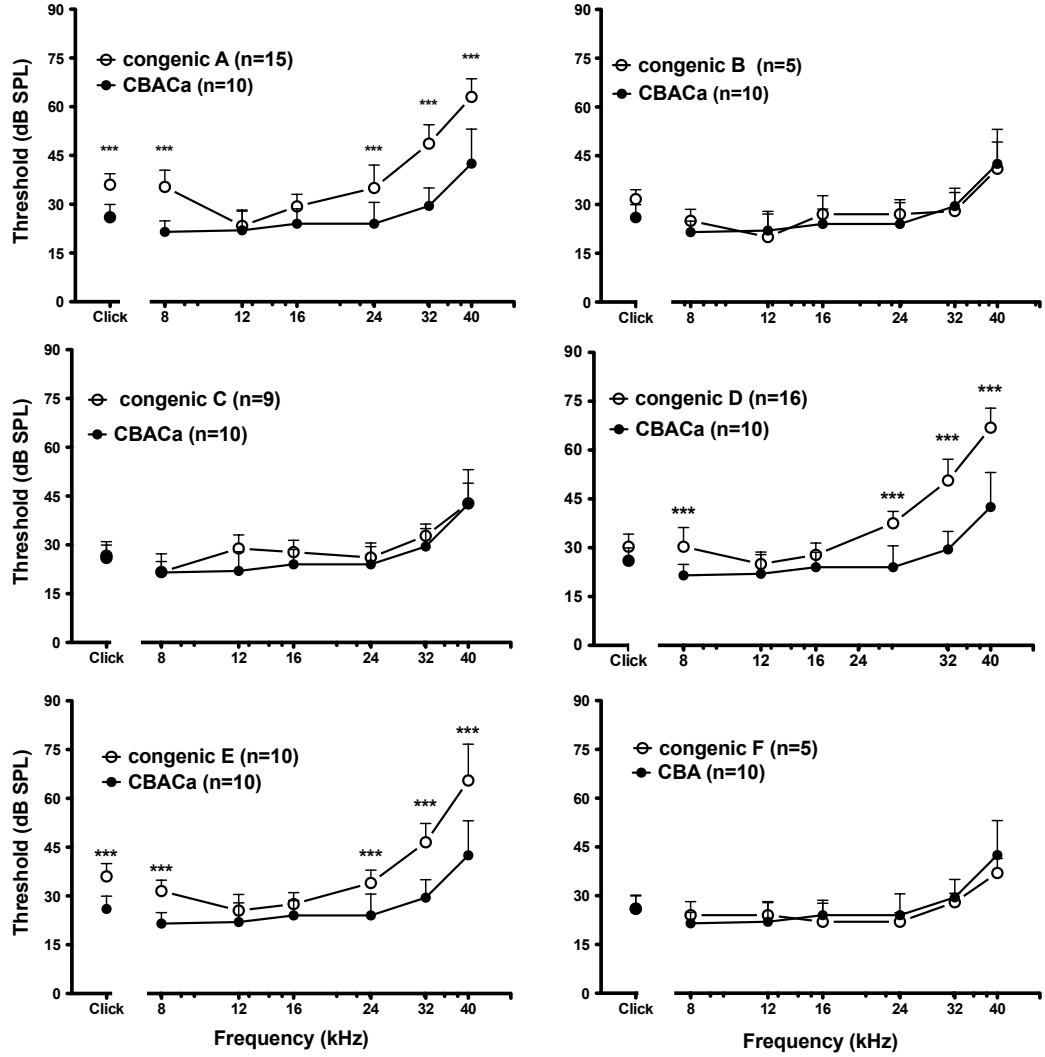 90
75
60
45
30
15
0
Threshold (dB SPL)
congenic A (n=15)
CBACa (n=10)
*** *** *** *** ***
Click 8 12 16 24 32 40
90
75
60
45
30
15
0
congenic B (n=5)
CBACa (n=10)
Click 8 12 16 24 32 40
90
75
60
45
30
15
0
Threshold (dB SPL)
congenic C (n=9)
CBACa (n=10)
Click 8 12 16 24 32 40
90
75
60
45
30
15
0
congenic D (n=16)
CBACa (n=10)
*** *** *** ***
Click 8 12 16 24 32 40
90
75
60
45
30
15
0
Threshold (dB SPL)
congenic E (n=10)
CBACa (n=10)
*** *** *** *** ***
Click 8 12 16 24 32 40
Frequency (kHz)
90
75
60
45
30
15
0
congenic F (n=5)
CBA (n=10)
Click 8 12 16 24 32 40
Frequency (kHz)